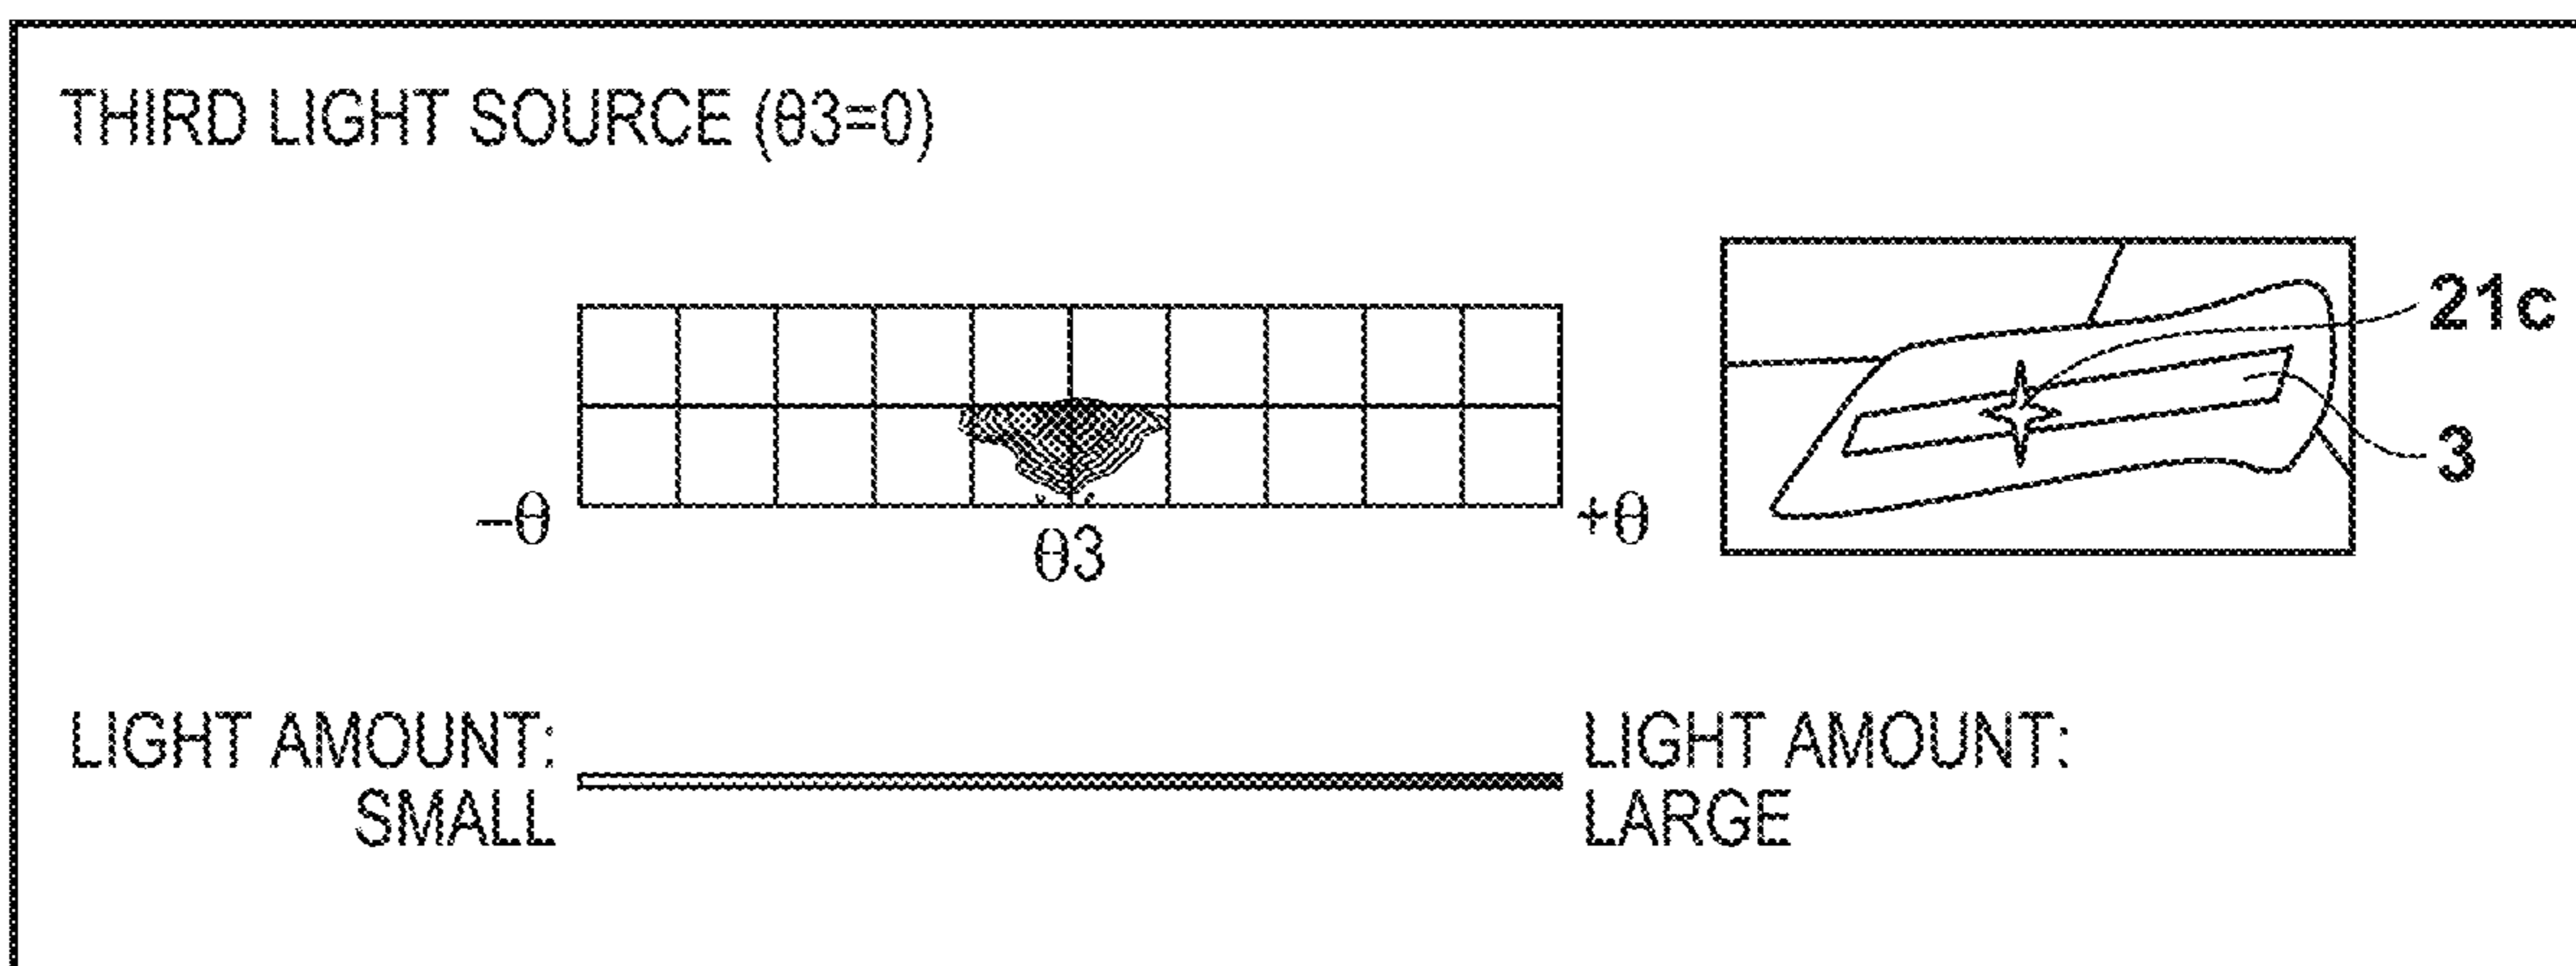 THIRD LIGHT SOURCE (θ3=0)
21c
3
−θ
+θ
θ3
LIGHT AMOUNT:
SMALL
LIGHT AMOUNT:
LARGE